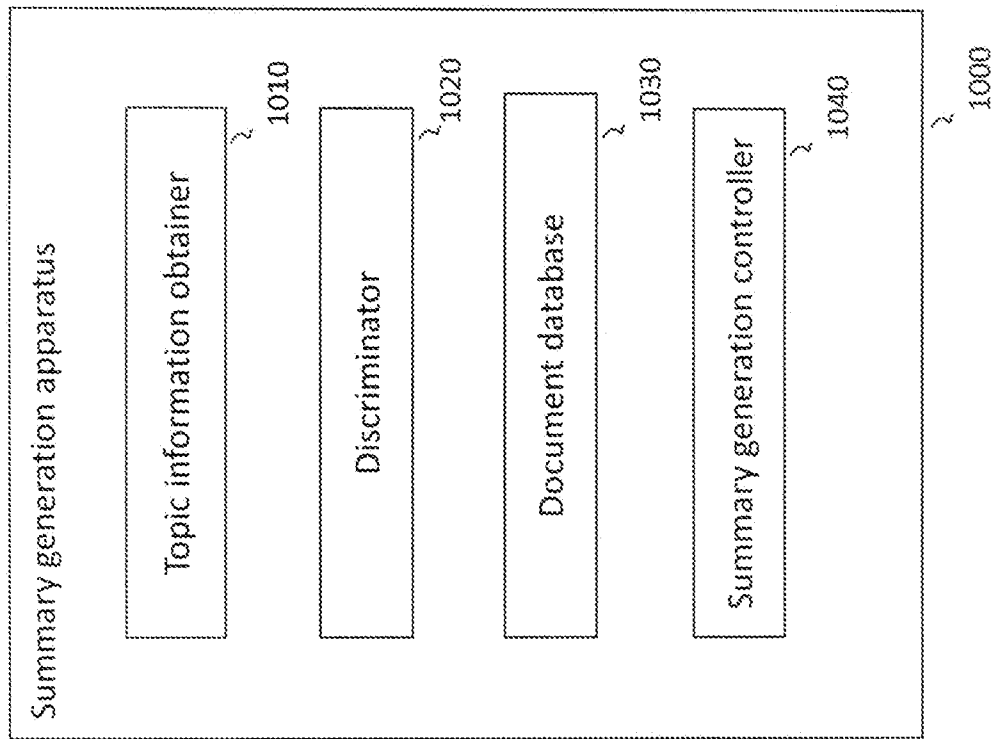 Summary generation apparatus
Topic information obtainer
1010
Discriminator
1020
Document database
1030
Summary generation controller
1040
1000